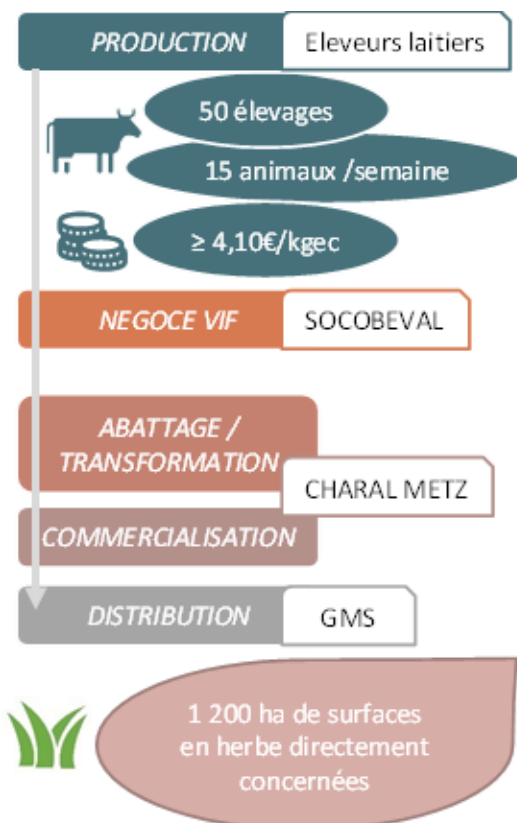 PRODUCTION
Eleveurs laitiers
50 élevages
15 animaux /semaine
≥ 4,10€/kgec
NEGOCE VIF
SOCOBEVAL
ABATTAGE /
TRANSFORMATION
CHARAL METZ
COMMERCIALISATION
DISTRIBUTION
GMS
1 200 ha de surfaces
en herbe directement
concernées